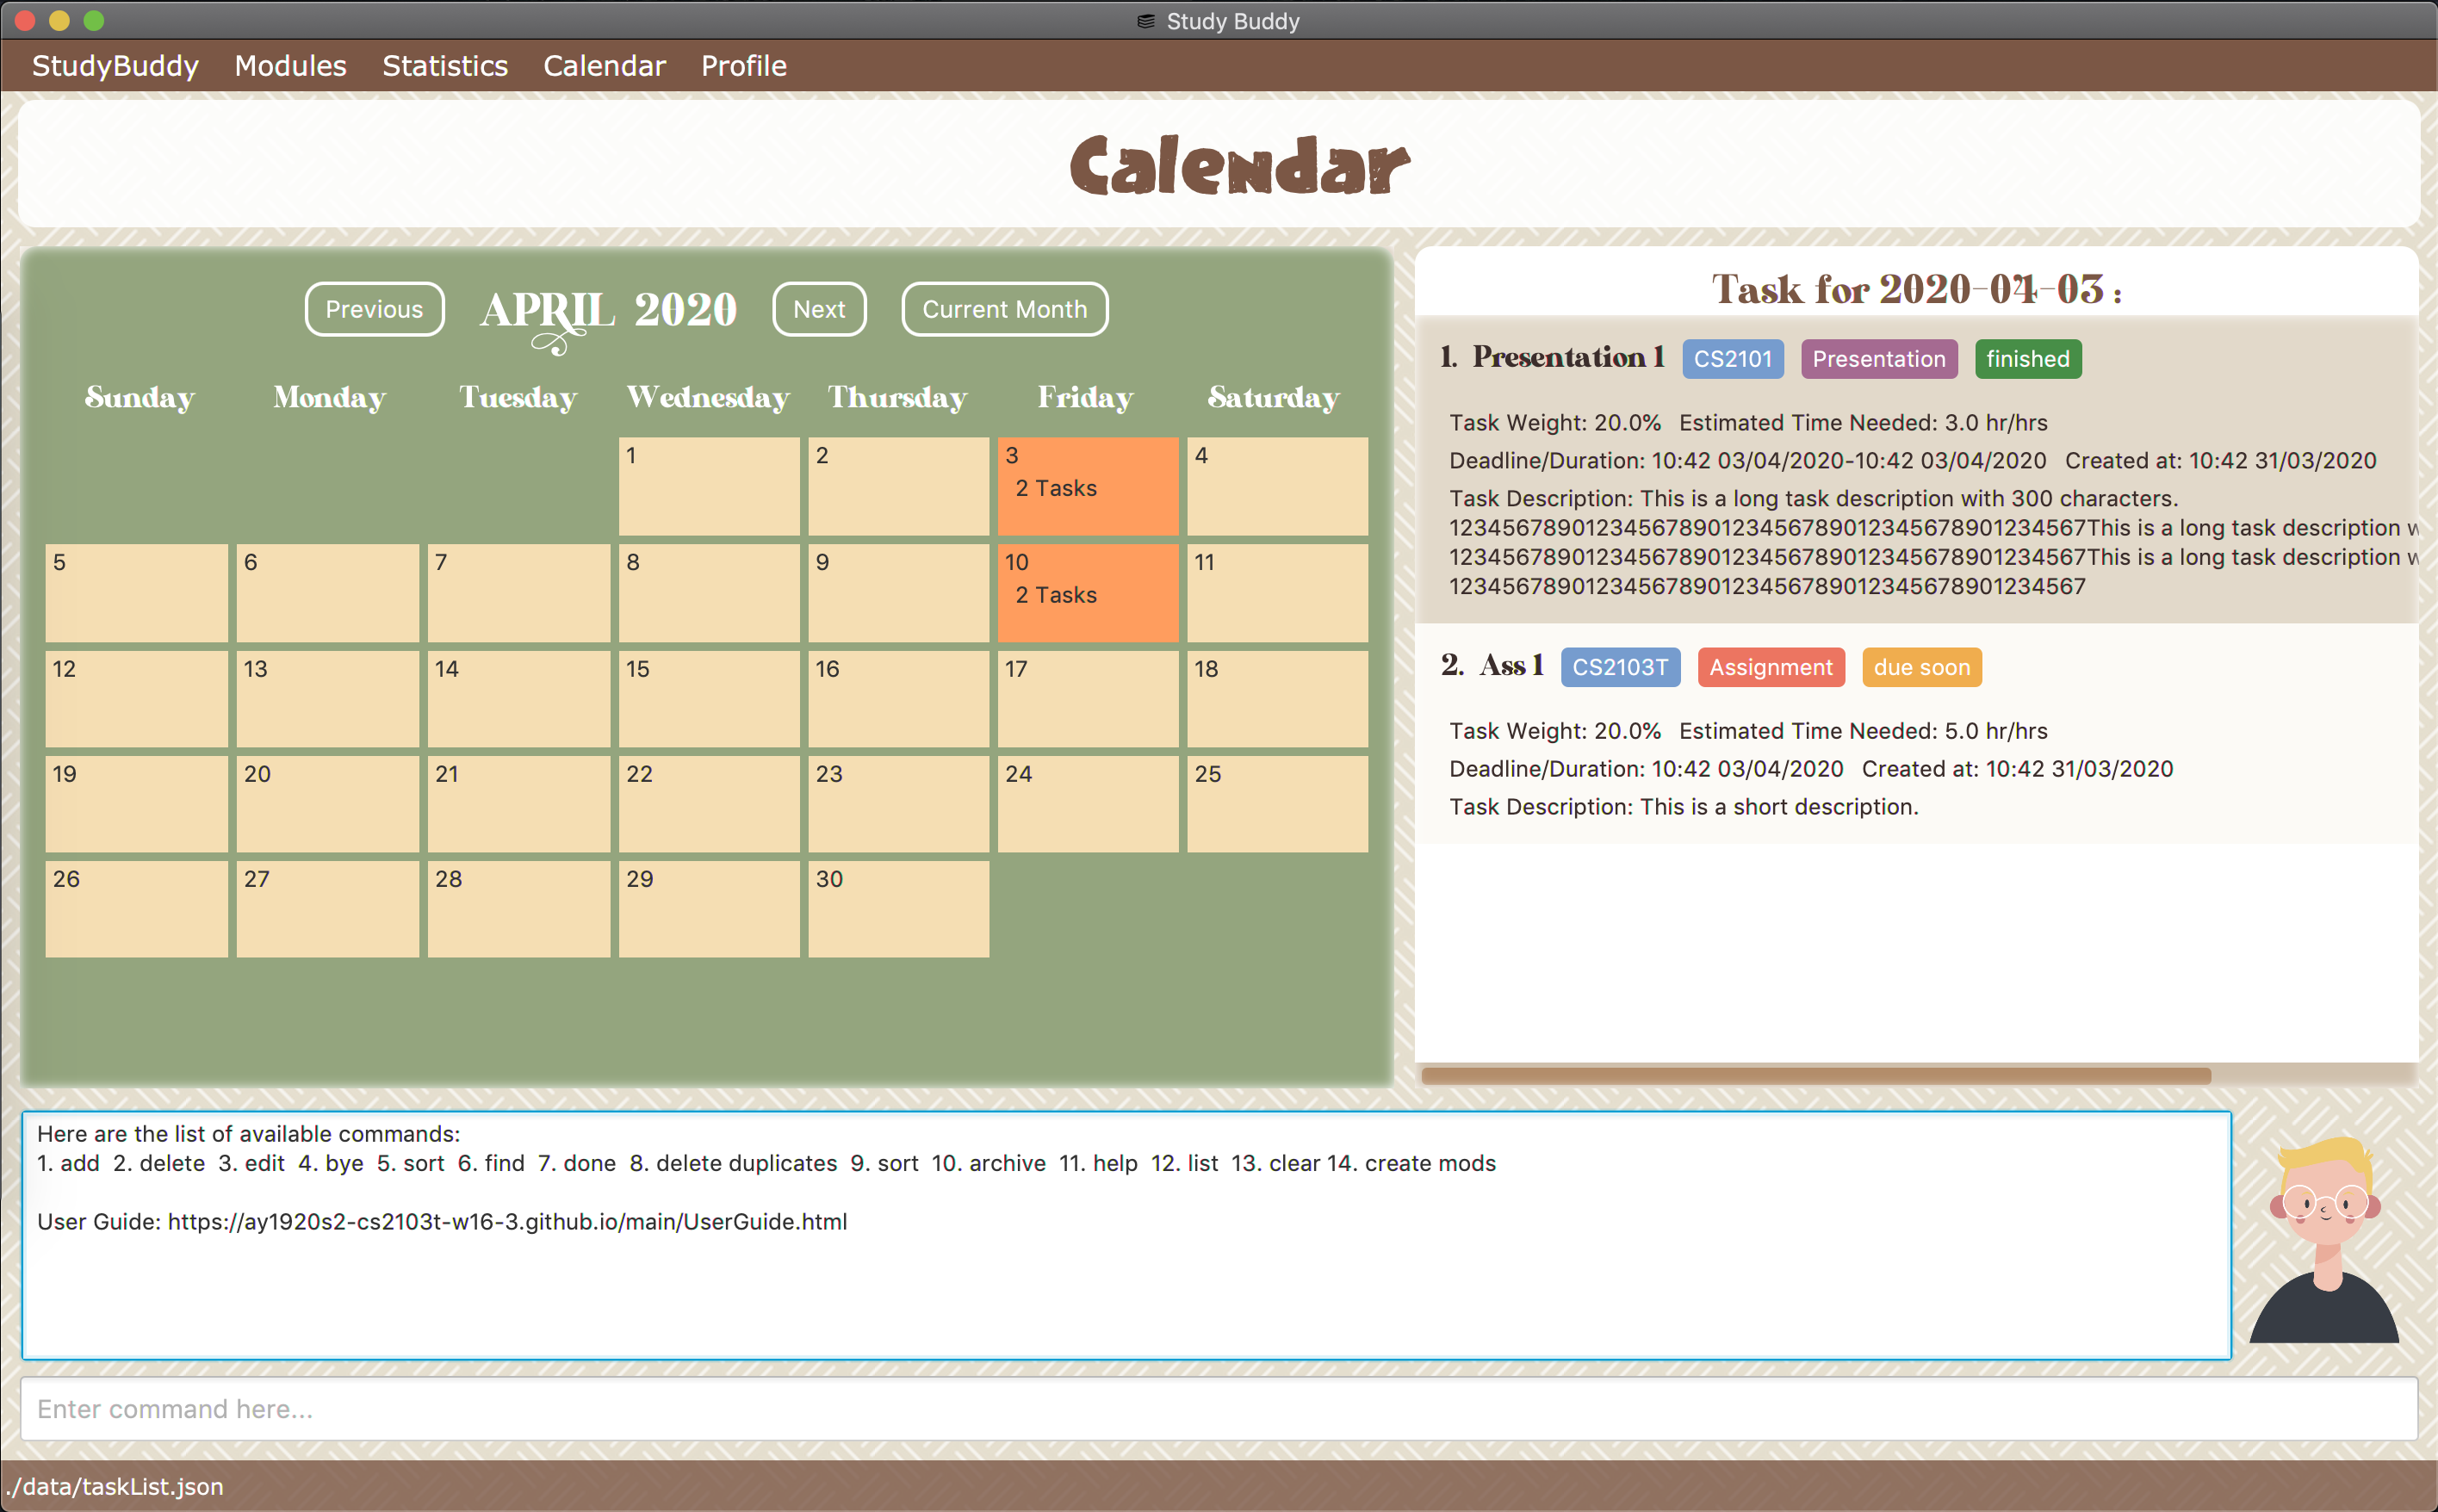 Study Buddy
StudyBuddy Modules Statistics Calendar Profile
Calendar
Previous APRIL 2020 Next Current Month
Sunday Monday Tuesday Wednesday Thursday Friday Saturday
1 2 3 4
2 Tasks
5 6 7 8 9 10 11
2 Tasks
12 13 14 15 16 17 18
19 20 21 22 23 24 25
26 27 28 29 30
Task for 2020-04-03 :
1. Presentation 1 CS2101 Presentation finished
Task Weight: 20.0% Estimated Time Needed: 3.0 hr/hrs
Deadline/Duration: 10:42 03/04/2020-10:42 03/04/2020 Created at: 10:42 31/03/2020
Task Description: This is a long task description with 300 characters.
12345678901234567890123456789012345678901234567This is a long task description w
12345678901234567890123456789012345678901234567This is a long task description w
12345678901234567890123456789012345678901234567
2. Ass 1 CS2103T Assignment due soon
Task Weight: 20.0% Estimated Time Needed: 5.0 hr/hrs
Deadline/Duration: 10:42 03/04/2020 Created at: 10:42 31/03/2020
Task Description: This is a short description.
Here are the list of available commands:
1. add 2. delete 3. edit 4. bye 5. sort 6. find 7. done 8. delete duplicates 9. sort 10. archive 11. help 12. list 13. clear 14. create mods
User Guide: https://ay1920s2-cs2103t-w16-3.github.io/main/UserGuide.html
Enter command here...
./data/taskList.json